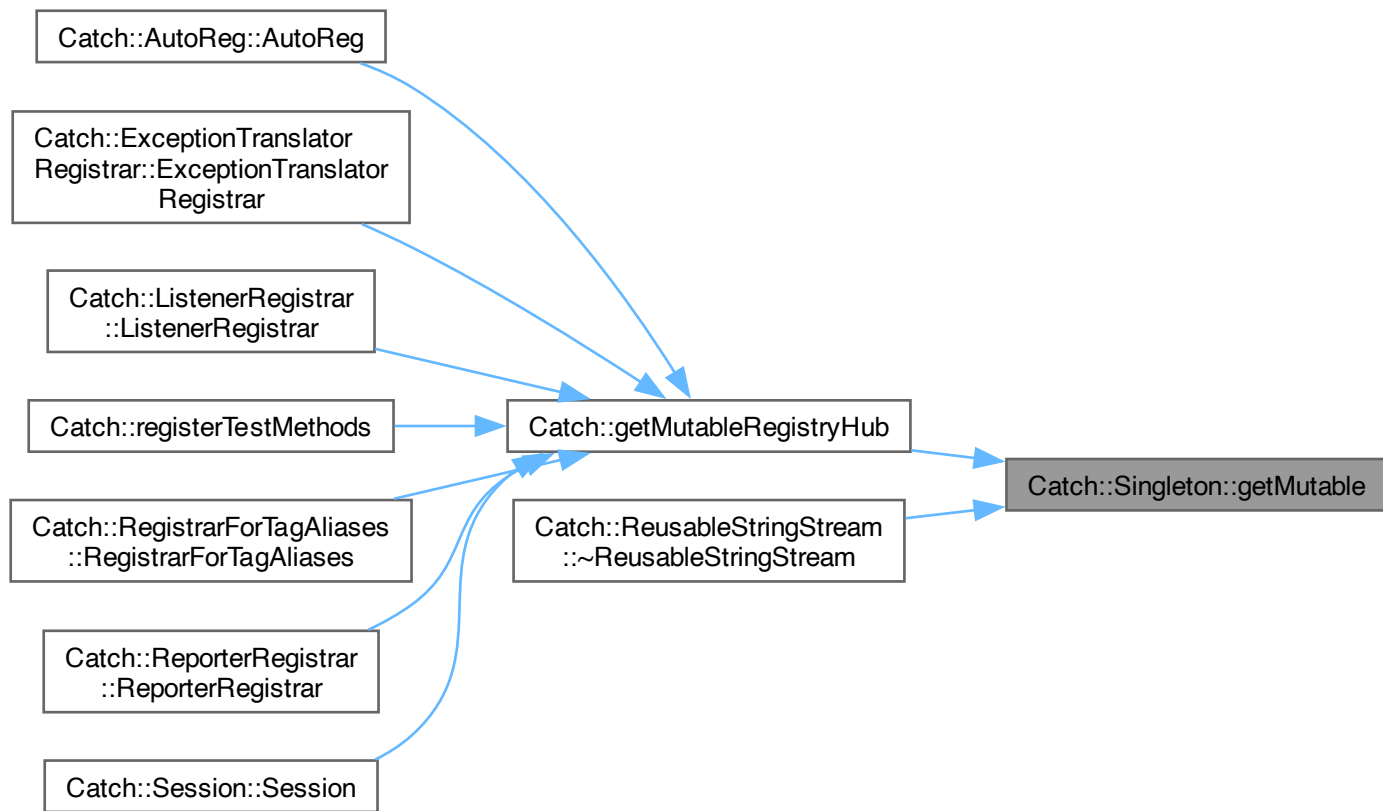 Catch::AutoReg::AutoReg
Catch::ExceptionTranslator
Registrar::ExceptionTranslator
Registrar
Catch::ListenerRegistrar
::ListenerRegistrar
Catch::registerTestMethods
Catch::RegistrarForTagAliases
::RegistrarForTagAliases
Catch::ReporterRegistrar
::ReporterRegistrar
Catch::Session::Session
Catch::getMutableRegistryHub
Catch::ReusableStringStream
::~ReusableStringStream
Catch::Singleton::getMutable